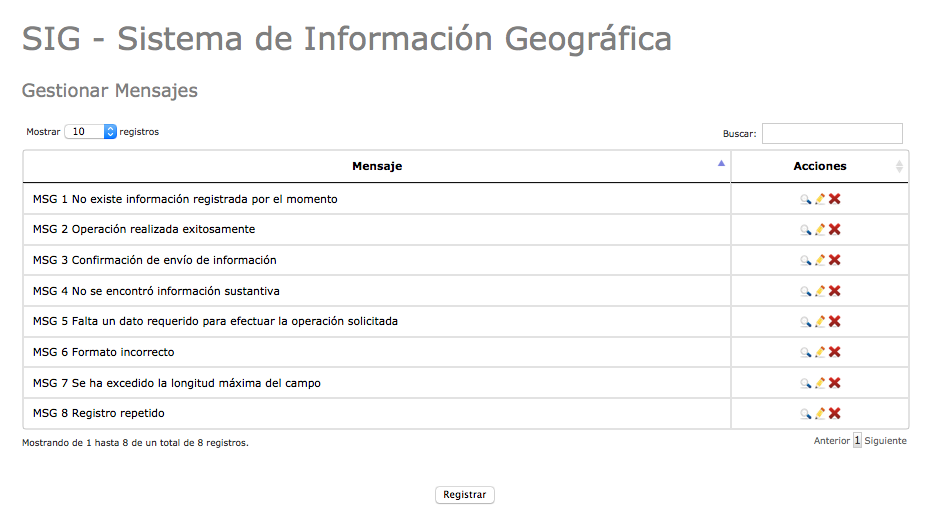 SIG - Sistema de Información Geográfica
Gestionar Mensajes
Mostrar 10 registros
Buscar:
Mensaje Acciones
MSG 1 No existe información registrada por el momento
MSG 2 Operación realizada exitosamente
MSG 3 Confirmación de envío de información
MSG 4 No se encontró información sustantiva
MSG 5 Falta un dato requerido para efectuar la operación solicitada
MSG 6 Formato incorrecto
MSG 7 Se ha excedido la longitud máxima del campo
MSG 8 Registro repetido
Mostrando de 1 hasta 8 de un total de 8 registros.
Anterior 1 Siguiente
Registrar